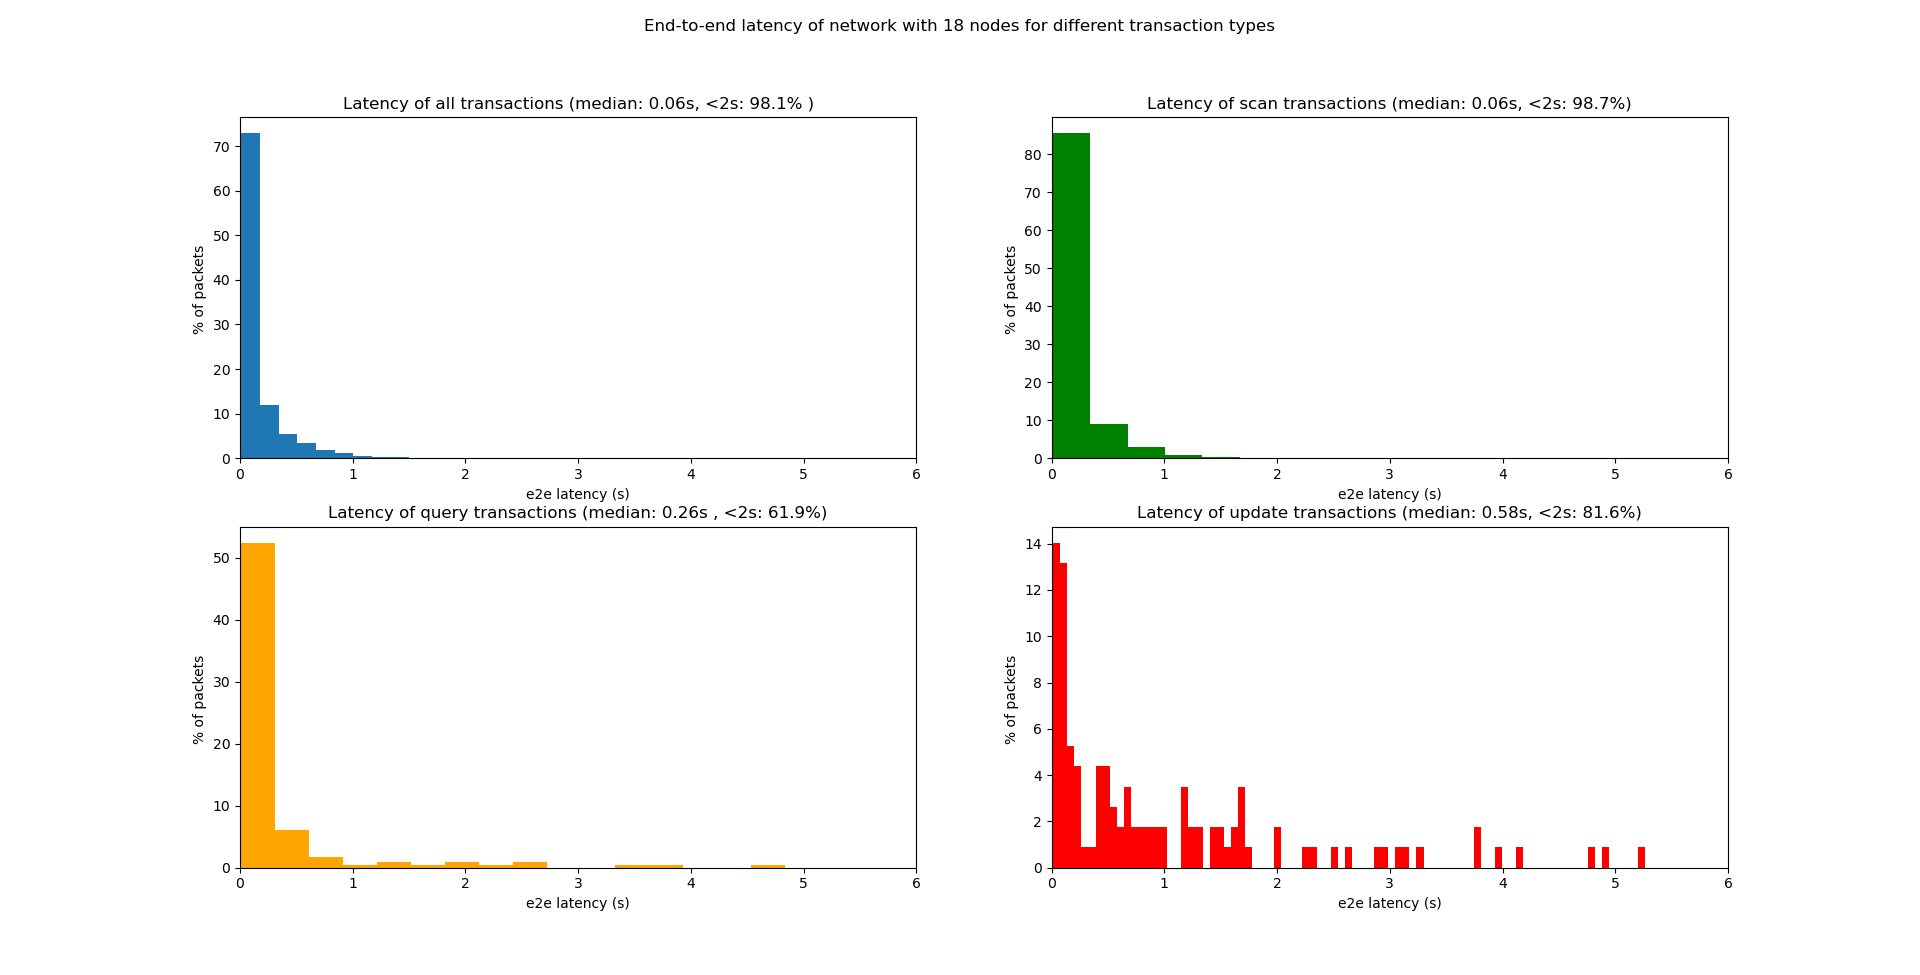 End-to-end latency of network with 18 nodes for different transaction types
Latency of all transactions (median: 0.06s, <2s: 98.1% )
70
60
50
40
30
20
10
0
% of packets
0 1 2 3 4 5 6
e2e latency (s)
Latency of scan transactions (median: 0.06s, <2s: 98.7%)
80
70
60
50
40
30
20
10
0
% of packets
0 1 2 3 4 5 6
e2e latency (s)
Latency of query transactions (median: 0.26s , <2s: 61.9%)
50
40
30
20
10
0
% of packets
0 1 2 3 4 5 6
e2e latency (s)
Latency of update transactions (median: 0.58s, <2s: 81.6%)
14
12
10
8
6
4
2
0
% of packets
0 1 2 3 4 5 6
e2e latency (s)